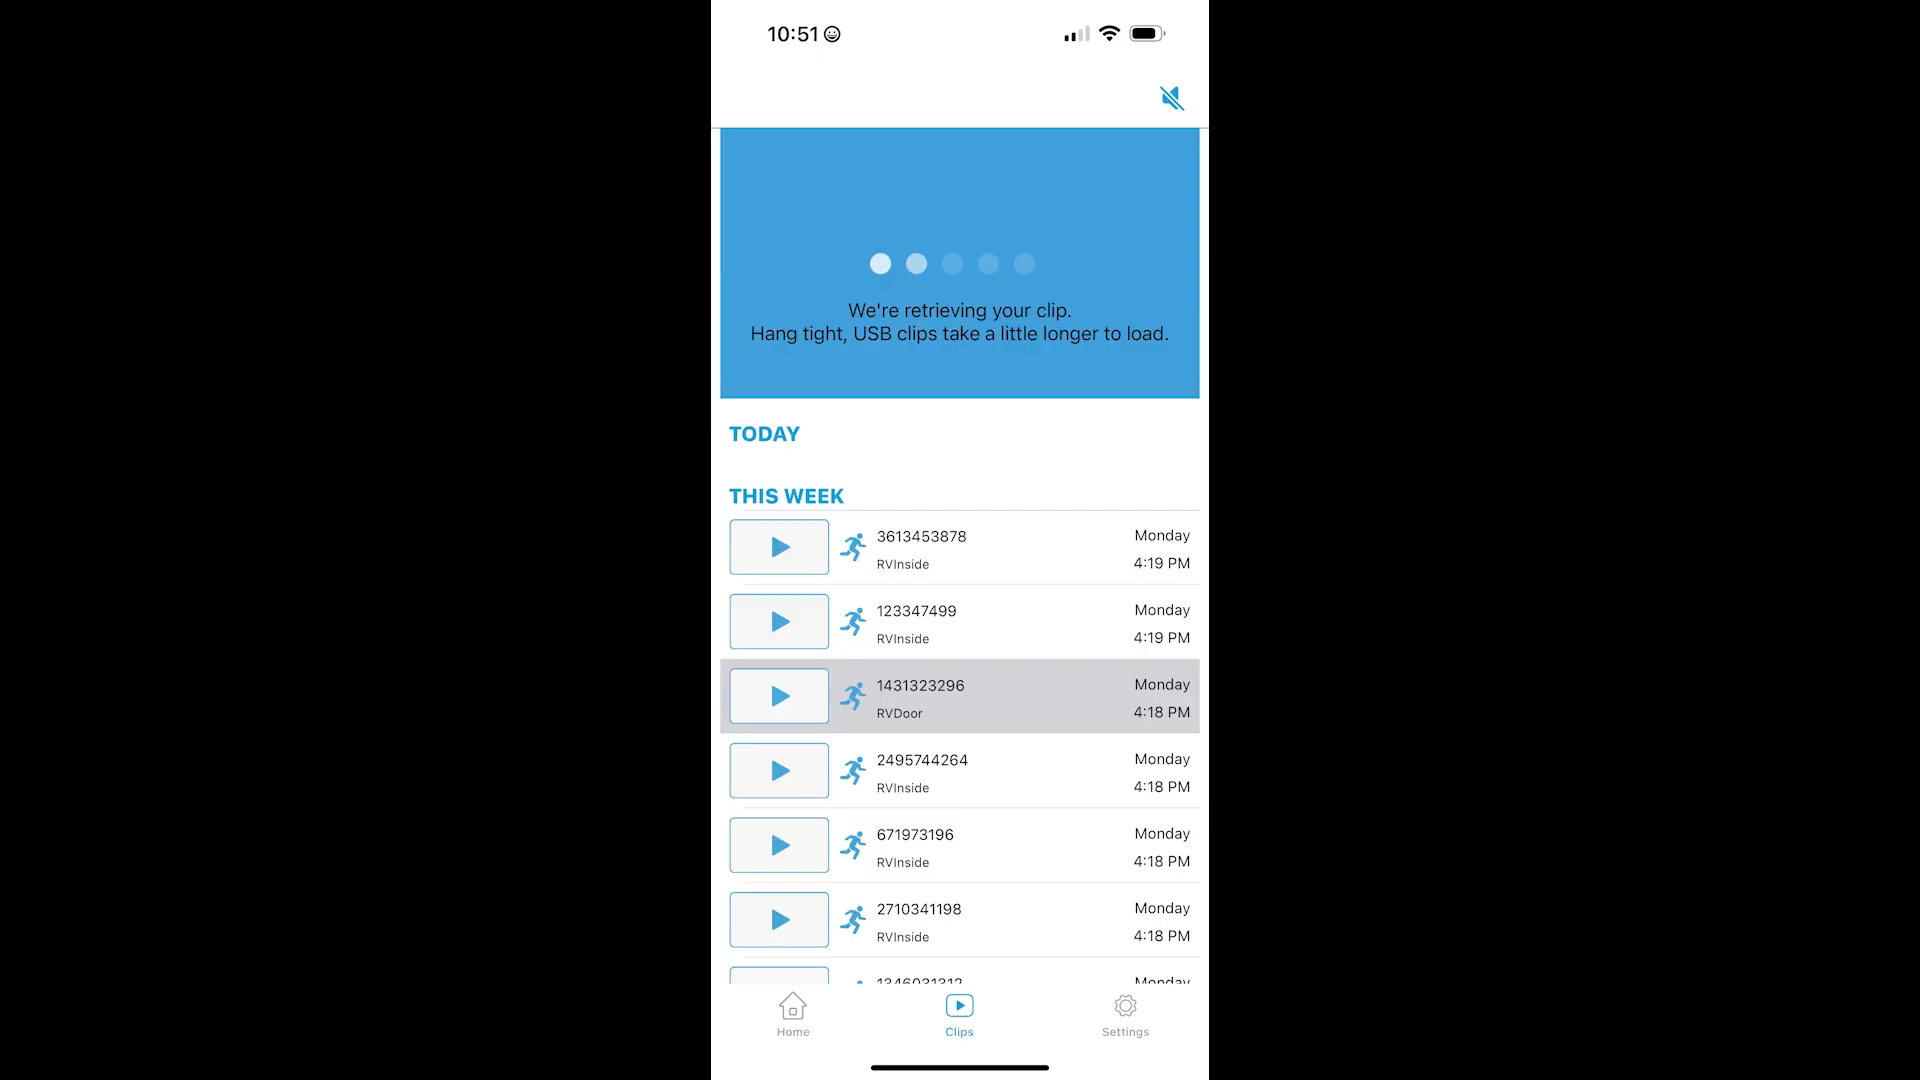 10:51
We're retrieving your clip.
Hang tight, USB clips take a little longer to load.
TODAY
THIS WEEK
3613453878
Monday
RVInside
4:19 PM
123347499
Monday
RVInside
4:19 PM
1431323296
Monday
RVDoor
4:18 PM
2495744264
Monday
RVInside
4:18 PM
671973196
Monday
RVInside
4:18 PM
2710341198
Monday
RVInside
4:18 PM
Monday
Home
Clips
Settings